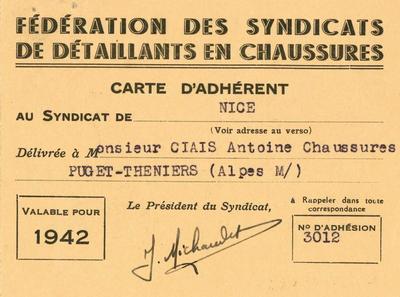 FÉDÉRATION DES SYNDICATS
DE DÉTAILLANTS EN CHAUSSURES
CARTE D'ADHÉRENT
AU SYNDICAT DE NICE
(Voir adresse au verso)
Délivrée à Monsieur CIAIS Antoine Chaussures
PUGET-THENIERS (Alpes M/)
VALABLE POUR
1942
Le Président du Syndicat,
J. Michaudet
à Rappeler dans toute
correspondance
No D'ADHÉSION
3012